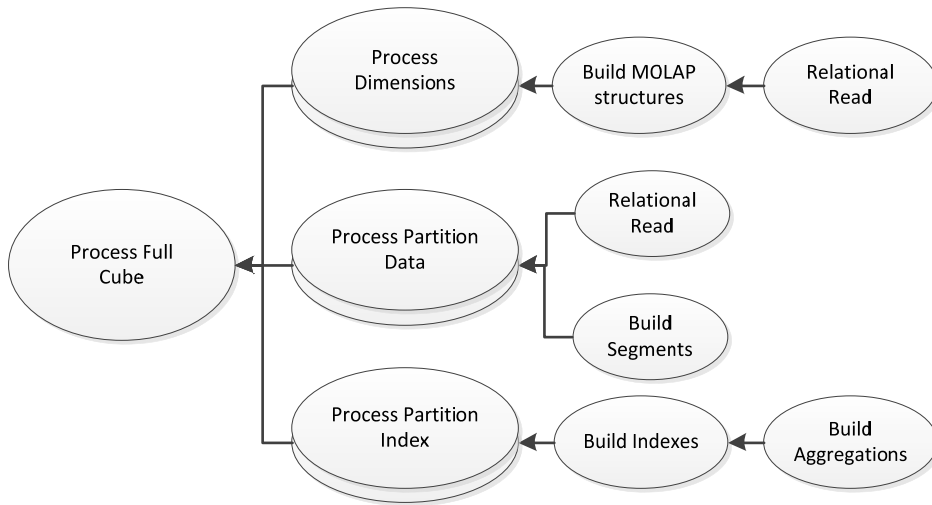 Process
Dimensions
Build MOLAP
structures
Relational
Read
Process Full
Cube
Process Partition
Data
Relational
Read
Build
Segments
Process Partition
Index
Build Indexes
Build
Aggregations